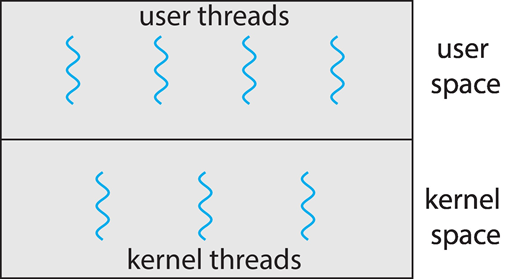 user threads
user
space
kernel
space
kernel threads